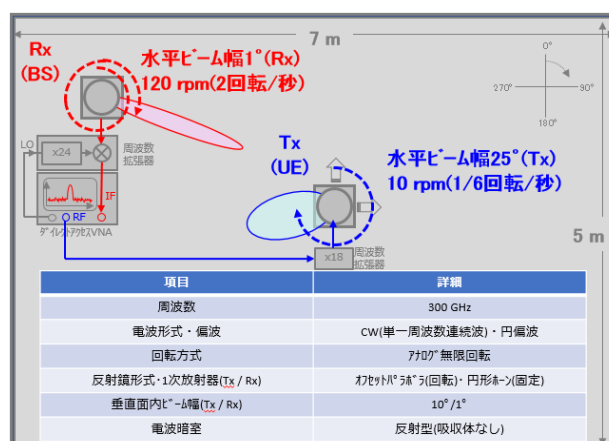 7 m
Rx
(BS)
水平ﾋﾞｰﾑ幅1°(Rx)
120 rpm(2回転/秒)
0°
270°
90°
180°
LO
x24
周波数
拡張器
IF
RF
ﾀﾞｲﾚｸﾄｱｸｾｽVNA
Tx
(UE)
水平ﾋﾞｰﾑ幅25°(Tx)
10 rpm(1/6回転/秒)
x18
周波数
拡張器
5 m
項目 詳細
周波数 300 GHz
電波形式・偏波 CW(単一周波数連続波)・円偏波
回転方式 ｱﾅﾛｸﾞ無限回転
反射鏡形式・1次放射器(Tx / Rx) ｵﾌｾｯﾄﾊﾟﾗﾎﾞﾗ(回転)・円形ﾎｰﾝ(固定)
垂直面内ﾋﾞｰﾑ幅(Tx / Rx) 10°/1°
電波暗室 反射型(吸収体なし)